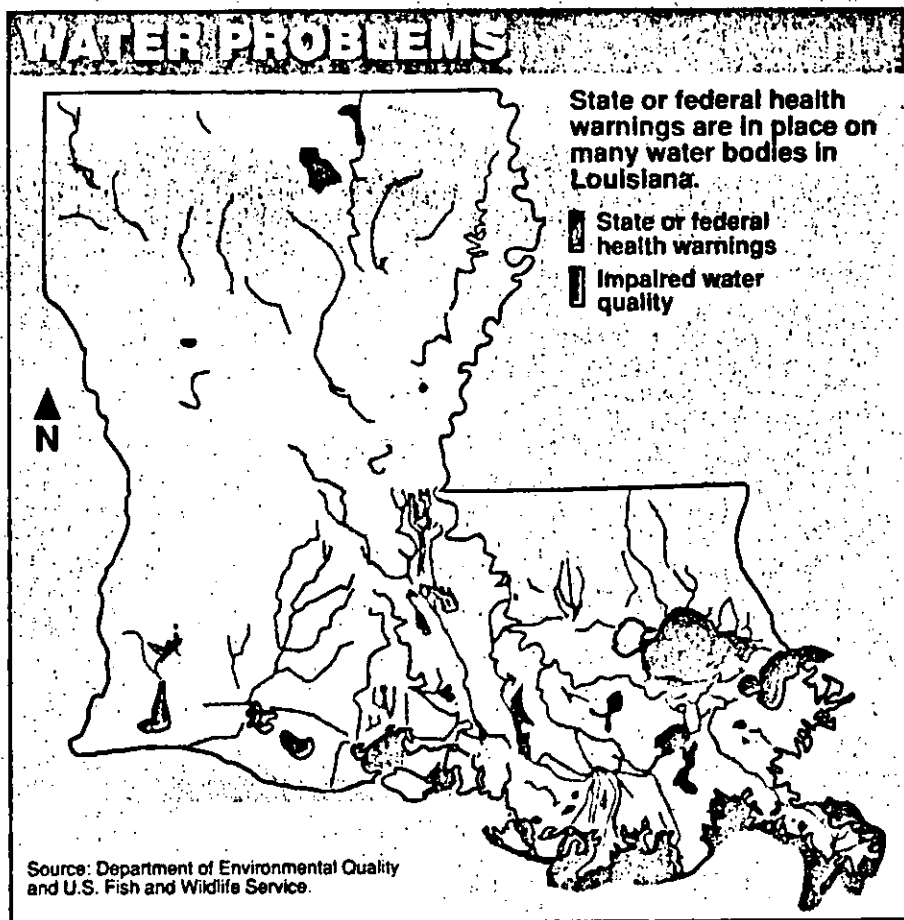 WATER PROBLEMS
State or federal health
warnings are in place on
many water bodies in
Louisiana.
State or federal
health warnings
Impaired water
quality
N
Source: Department of Environmental Quality
and U.S. Fish and Wildlife Service.